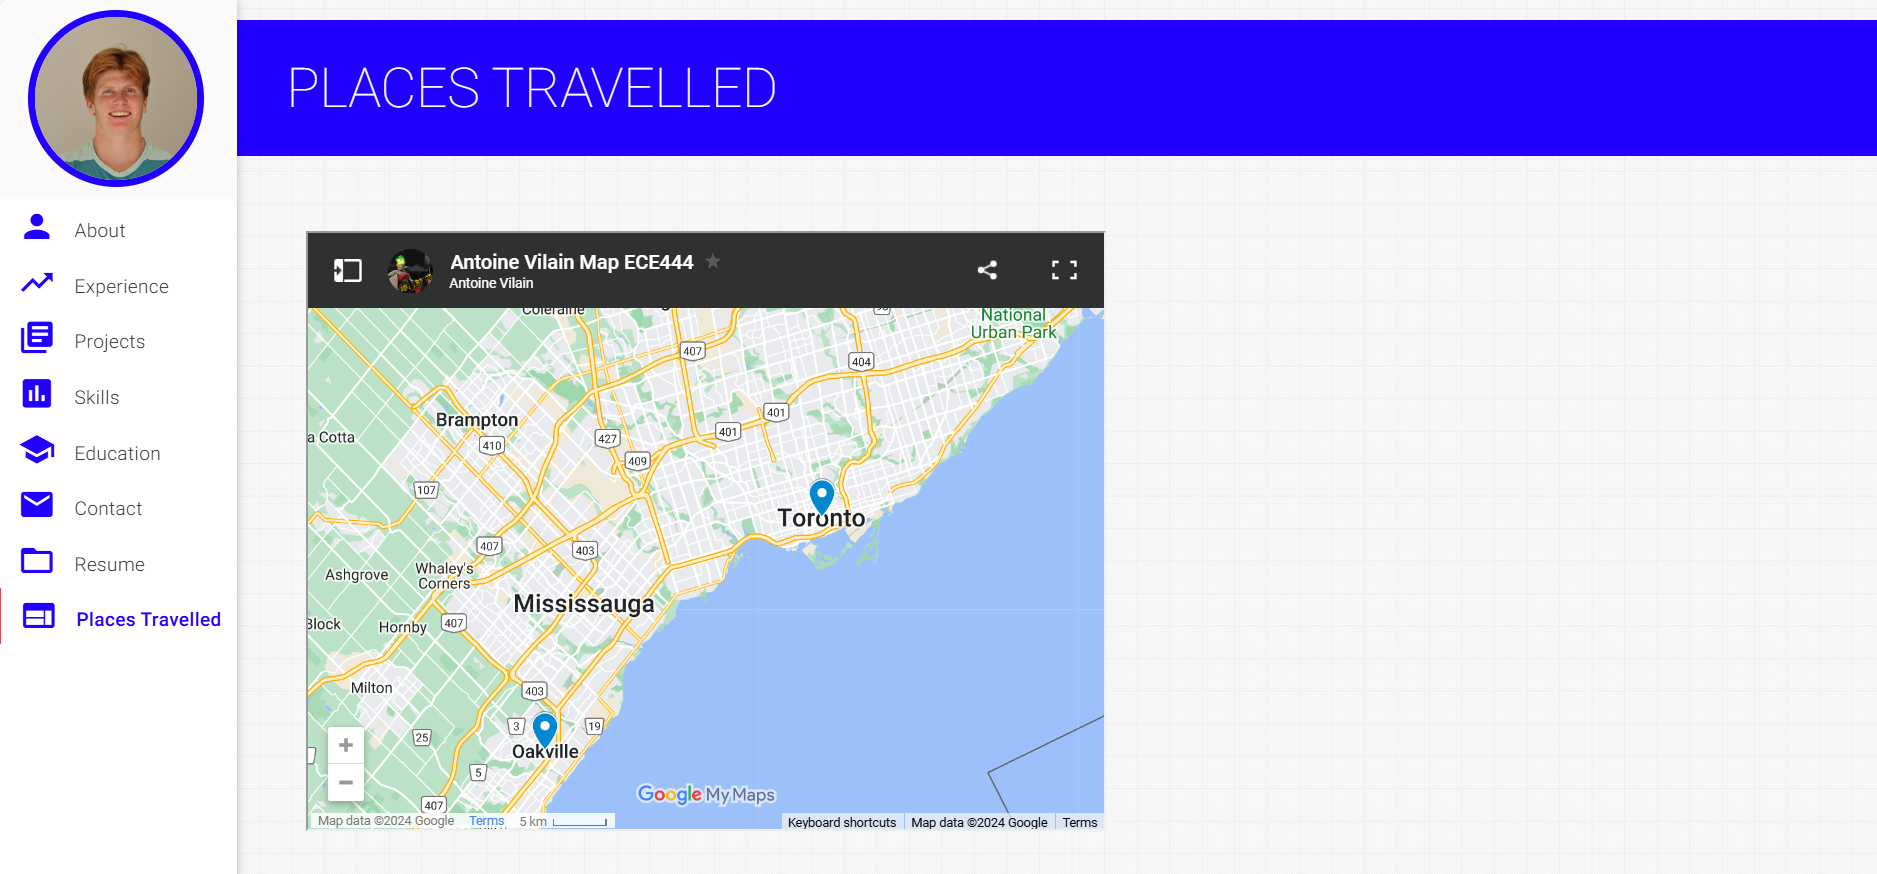 PLACES TRAVELLED
About
Experience
Projects
Skills
Education
Contact
Resume
Places Travelled
Antoine Vilain Map ECE444
Antoine Vilain
Coleraine
National
Urban Park
407
404
401
Brampton
401
a Cotta
410
427
409
107
Toronto
407
403
Ashgrove
Whaley's
Corners
Mississauga
Block
Hornby
407
Milton
403
3
19
25
Oakville
5
407
Google My Maps
Map data ©2024 Google
Terms
5 km
Keyboard shortcuts
Map data ©2024 Google
Terms